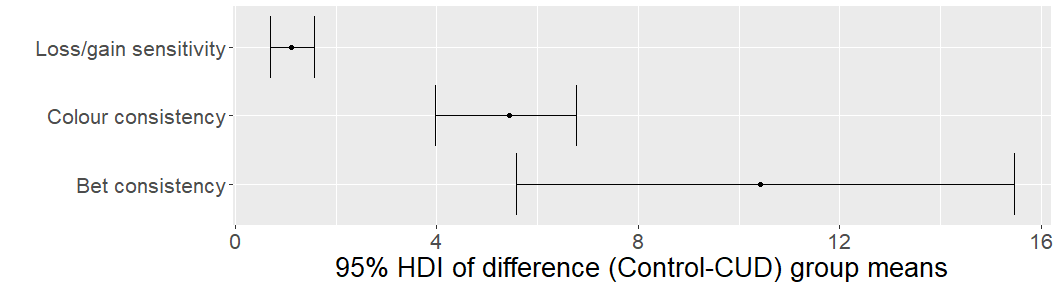 Loss/gain sensitivity
Colour consistency
Bet consistency
0 4 8 12 16
95% HDI of difference (Control-CUD) group means